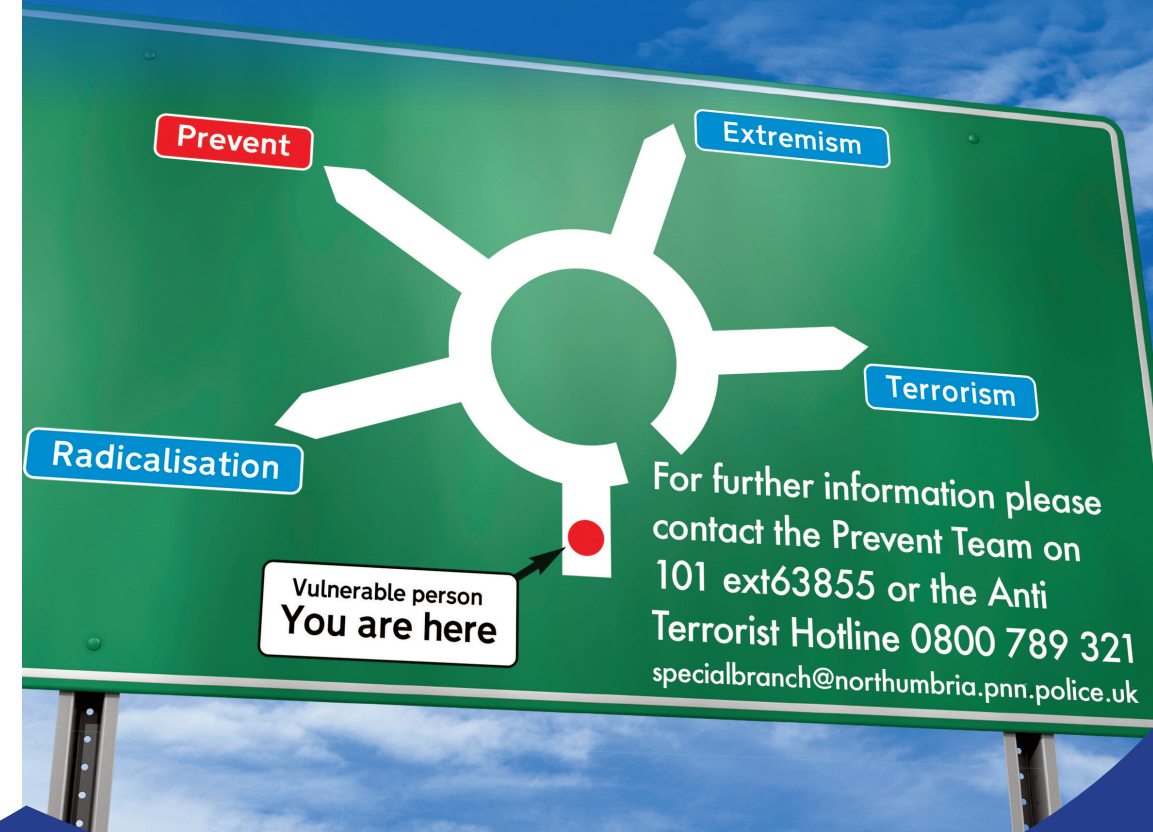 Prevent
Extremism
Terrorism
Radicalisation
Vulnerable person
You are here
For further information please
contact the Prevent Team on
101 ext63855 or the Anti
Terrorist Hotline 0800 789 321
specialbranch@northumbria.pnn.police.uk